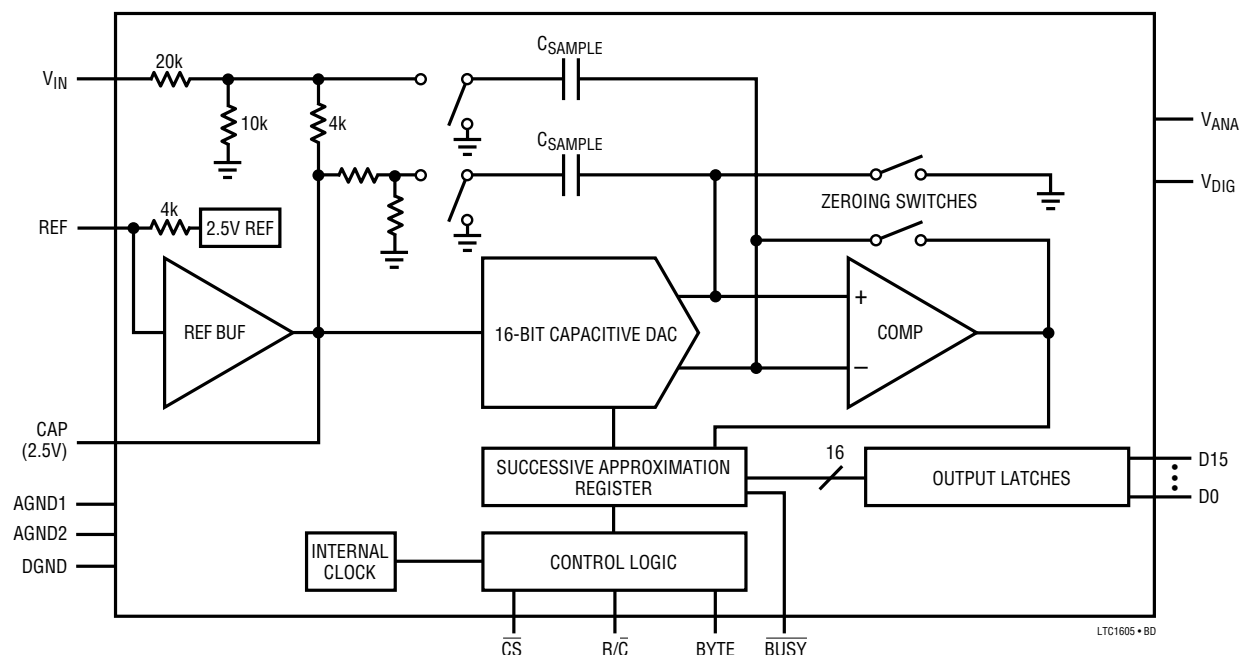 C_SAMPLE
20k
V_IN
10k
4k
V_ANA
C_SAMPLE
V_DIG
ZEROING SWITCHES
4k
REF
2.5V REF
+
REF BUF
16-BIT CAPACITIVE DAC
COMP
–
CAP
(2.5V)
16
D15
SUCCESSIVE APPROXIMATION
REGISTER
OUTPUT LATCHES
D0
AGND1
AGND2
DGND
INTERNAL
CLOCK
CONTROL LOGIC
LTC1605 • BD
C̅S̅
R/C̅
BYTE
B̅U̅S̅Y̅